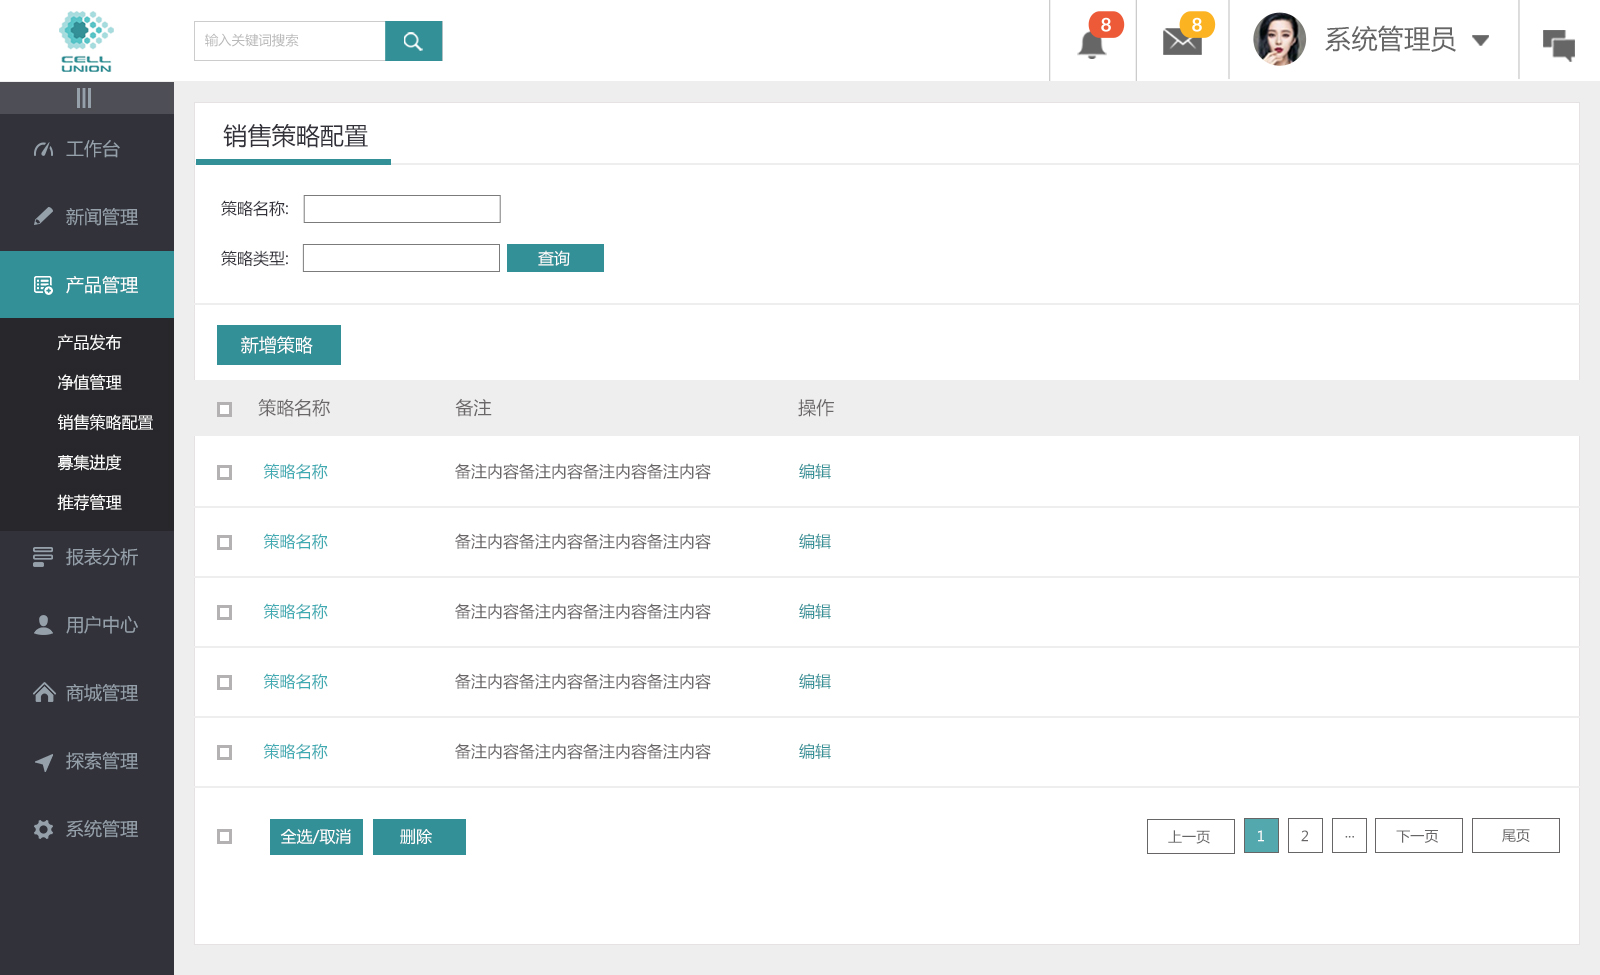 CELL
UNION
输入关键词搜索
8
8
系统管理员
工作台
新闻管理
产品管理
产品发布
净值管理
销售策略配置
募集进度
推荐管理
报表分析
用户中心
商城管理
探索管理
系统管理
销售策略配置
策略名称:
策略类型:
查询
新增策略
策略名称 备注 操作
策略名称 备注内容备注内容备注内容备注内容 编辑
策略名称 备注内容备注内容备注内容备注内容 编辑
策略名称 备注内容备注内容备注内容备注内容 编辑
策略名称 备注内容备注内容备注内容备注内容 编辑
策略名称 备注内容备注内容备注内容备注内容 编辑
全选/取消 删除 上一页 1 2 ... 下一页 尾页